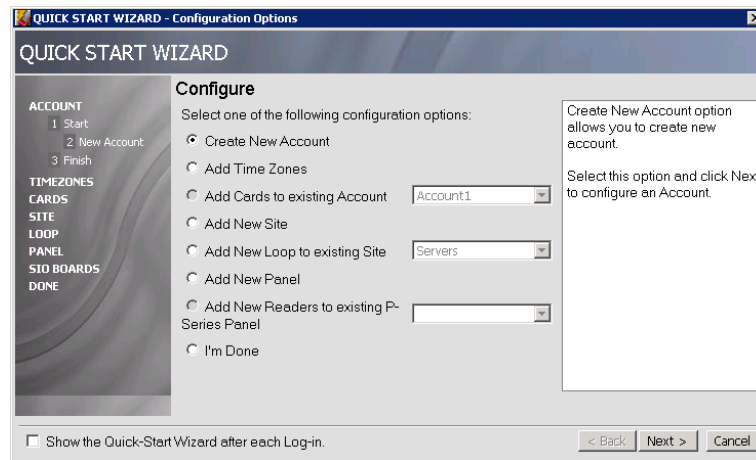 QUICK START WIZARD - Configuration Options
QUICK START WIZARD
ACCOUNT
1 Start
2 New Account
3 Finish
TIMEZONES
CARDS
SITE
LOOP
PANEL
SIO BOARDS
DONE
Configure
Select one of the following configuration options:
Create New Account
Add Time Zones
Add Cards to existing Account
Account1
Add New Site
Add New Loop to existing Site
Servers
Add New Panel
Add New Readers to existing P-
Series Panel
I'm Done
Create New Account option
allows you to create new
account.
Select this option and click Nex
to configure an Account.
Show the Quick-Start Wizard after each Log-in.
< Back
Next >
Cancel